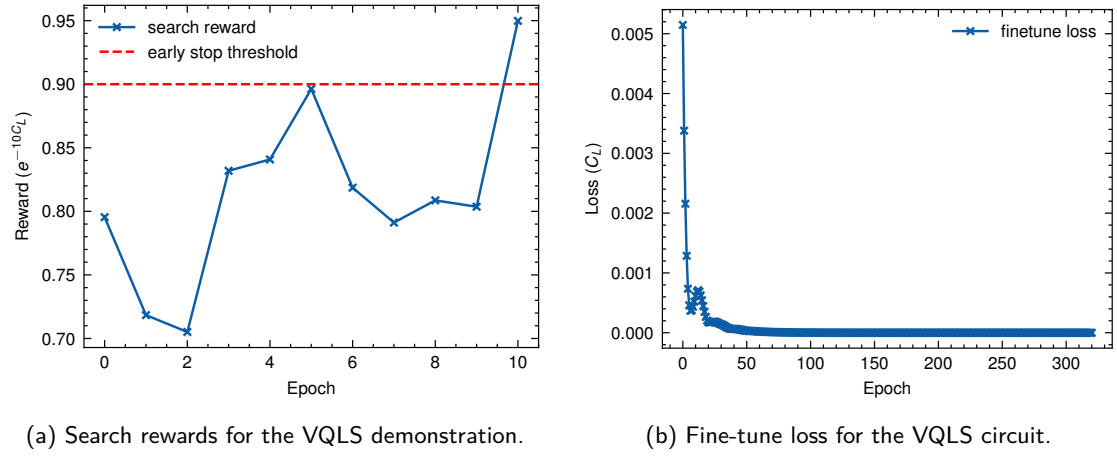 0.95
0.90
0.85
0.80
0.75
0.70
Reward (e^{-10C_L})
search reward
early stop threshold
0 2 4 6 8 10
Epoch
(a) Search rewards for the VQLS demonstration.
0.005
0.004
0.003
0.002
0.001
0.000
Loss (C_L)
finetune loss
0 50 100 150 200 250 300
Epoch
(b) Fine-tune loss for the VQLS circuit.